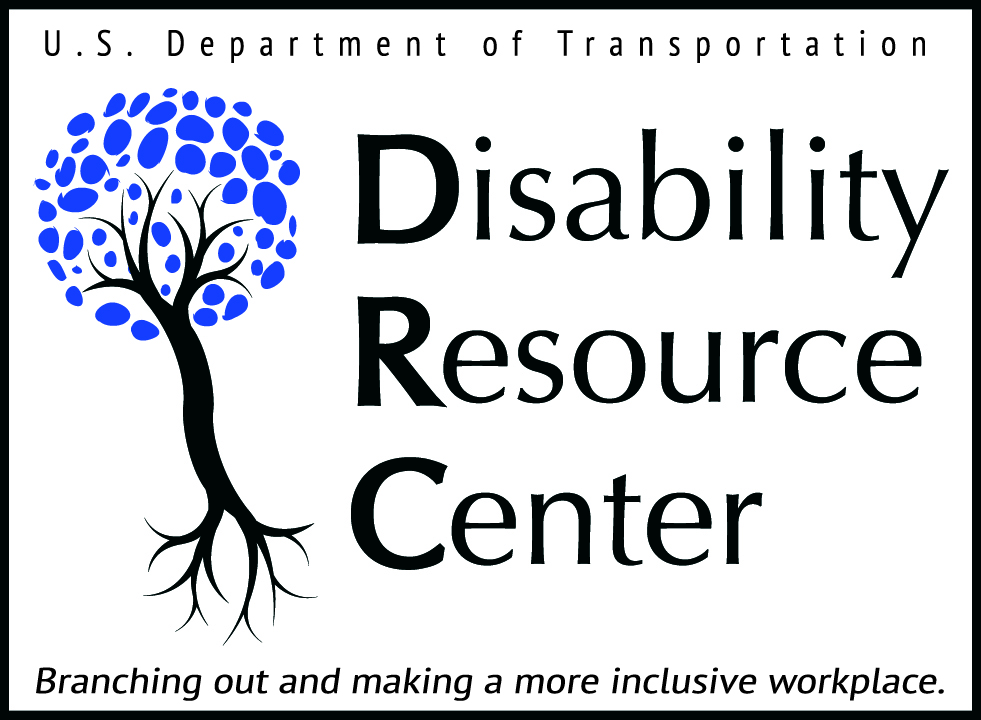 U.S. Department of Transportation
Disability
Resource
Center
Branching out and making a more inclusive workplace.